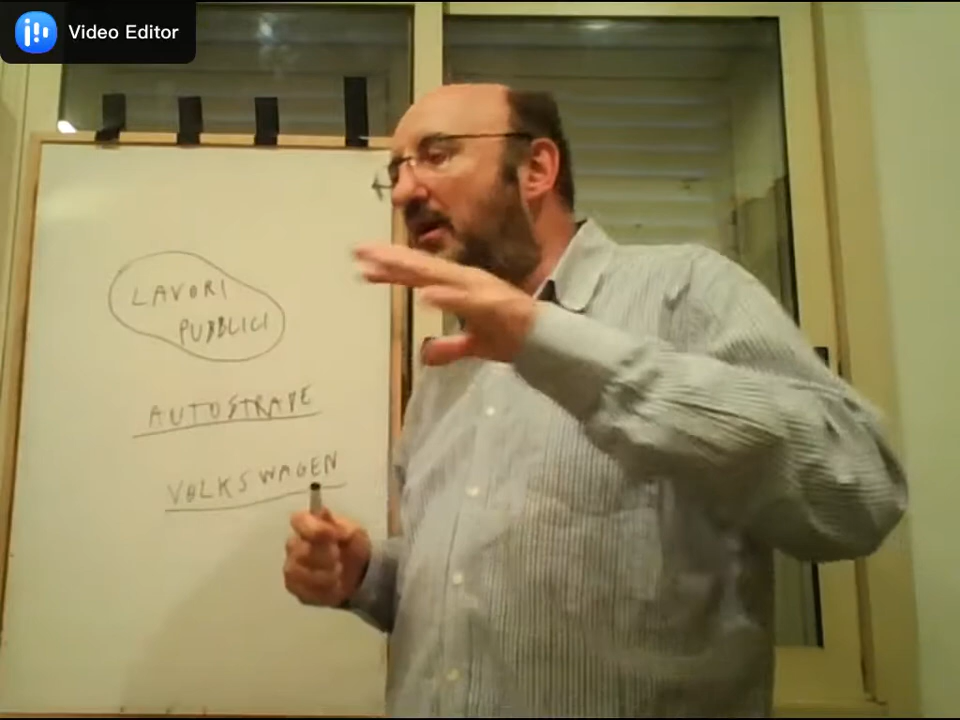 Video Editor
LAVORI
PUBBLICI
AUTOSTRADE
VOLKSWAGEN